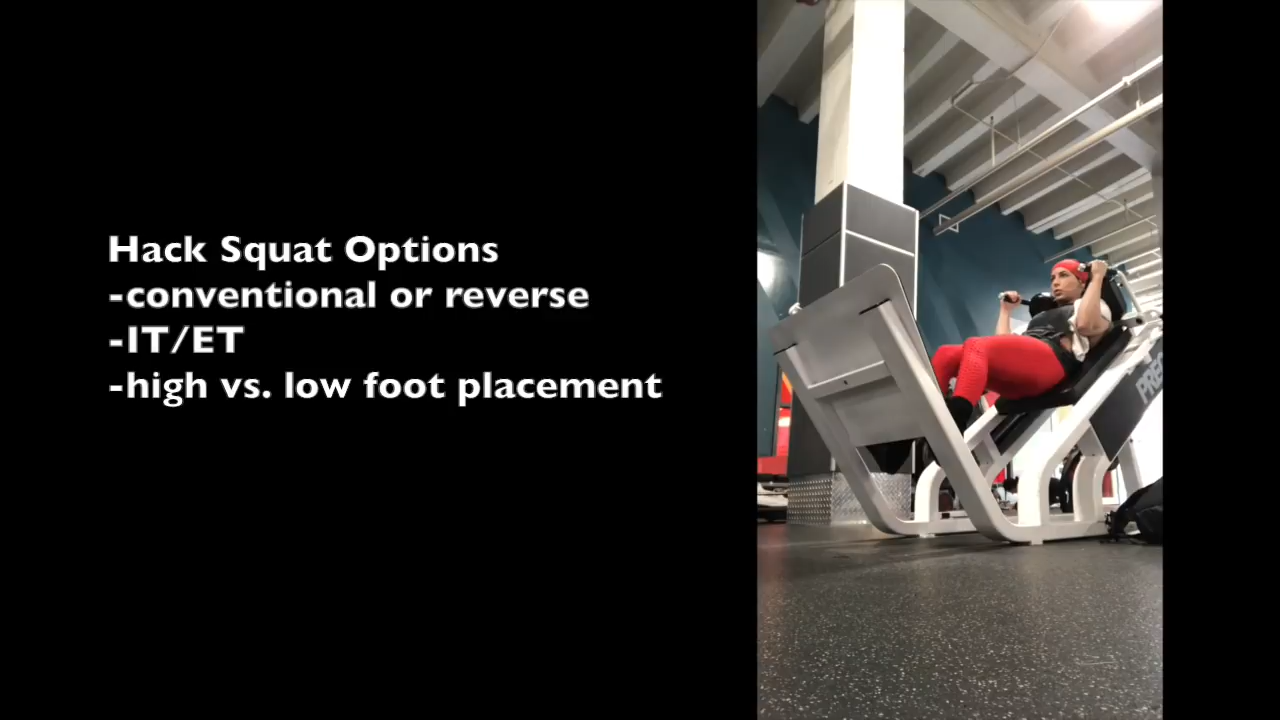 Hack Squat Options
-conventional or reverse
-IT/ET
-high vs. low foot placement